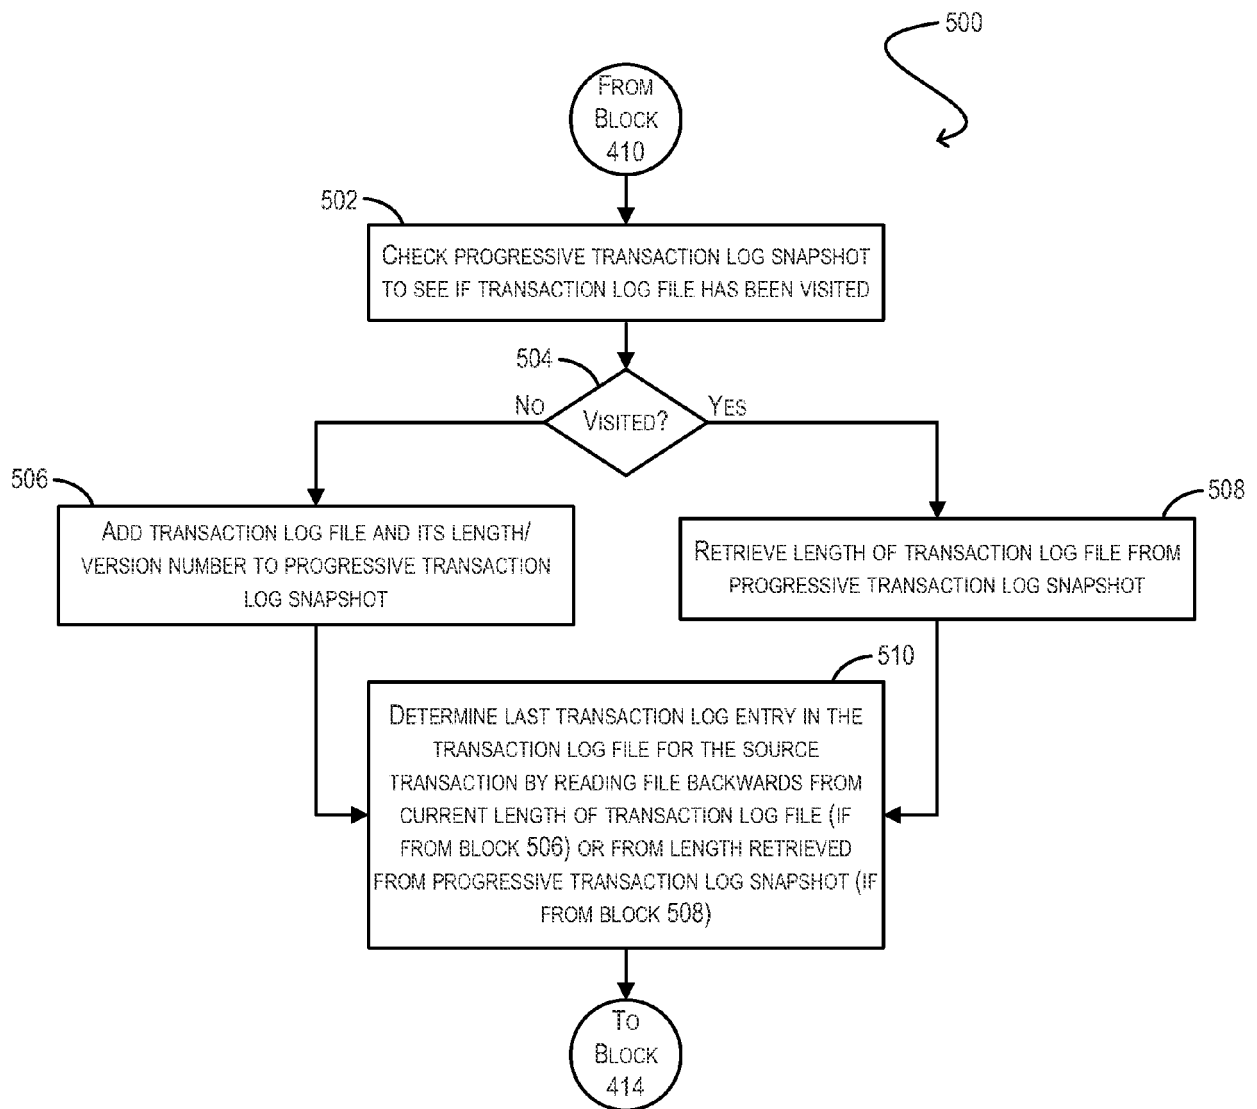 500
FROM
BLOCK
410
502
CHECK PROGRESSIVE TRANSACTION LOG SNAPSHOT
TO SEE IF TRANSACTION LOG FILE HAS BEEN VISITED
504
NO
VISITED?
YES
506
ADD TRANSACTION LOG FILE AND ITS LENGTH/
VERSION NUMBER TO PROGRESSIVE TRANSACTION
LOG SNAPSHOT
508
RETRIEVE LENGTH OF TRANSACTION LOG FILE FROM
PROGRESSIVE TRANSACTION LOG SNAPSHOT
510
DETERMINE LAST TRANSACTION LOG ENTRY IN THE
TRANSACTION LOG FILE FOR THE SOURCE
TRANSACTION BY READING FILE BACKWARDS FROM
CURRENT LENGTH OF TRANSACTION LOG FILE (IF
FROM BLOCK 506) OR FROM LENGTH RETRIEVED
FROM PROGRESSIVE TRANSACTION LOG SNAPSHOT (IF
FROM BLOCK 508)
TO
BLOCK
414